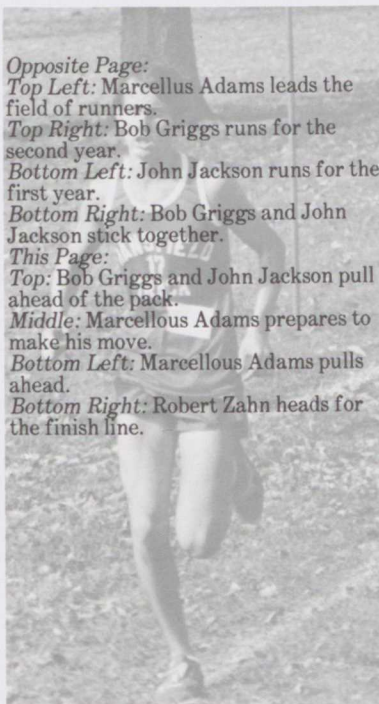 Opposite Page:
Top Left: Marcellus Adams leads the
field of runners.
Top Right: Bob Griggs runs for the
second year.
Bottom Left: John Jackson runs for the
first year.
Bottom Right: Bob Griggs and John
Jackson stick together.
This Page:
Top: Bob Griggs and John Jackson pull
ahead of the pack.
Middle: Marcellous Adams prepares to
make his move.
Bottom Left: Marcellous Adams pulls
ahead.
Bottom Right: Robert Zahn heads for
the finish line.